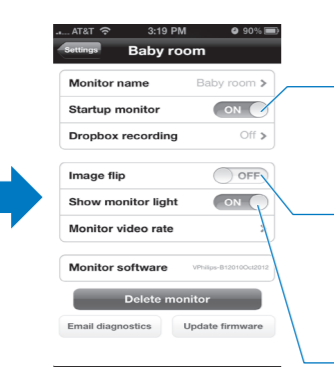 AT&T 3:19 PM 90%
Settings Baby room
Monitor name Baby room >
Startup monitor ON
Dropbox recording Off >
Image flip OFF
Show monitor light ON
Monitor video rate >
Monitor software VPhilips-B12010Oct2012
Delete monitor
Email diagnostics Update firmware